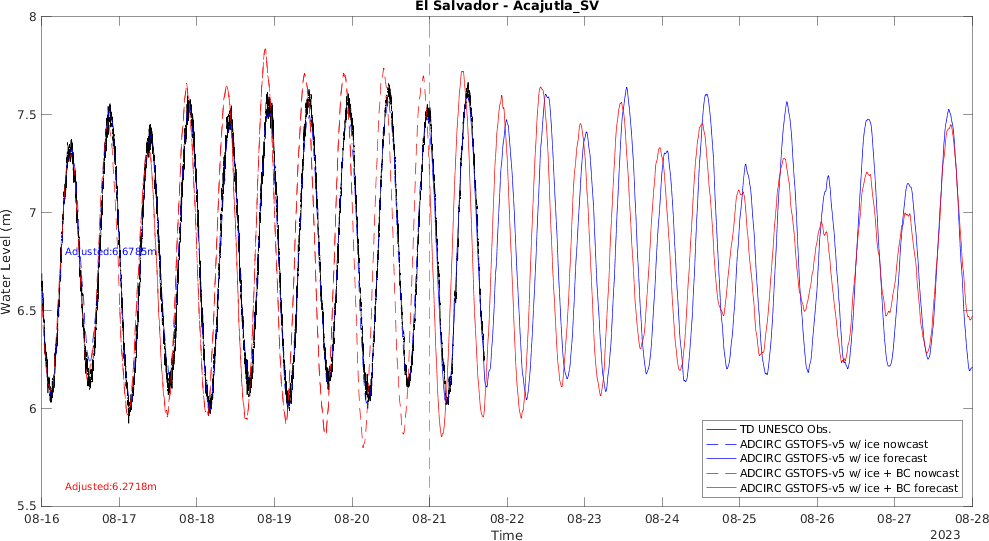 El Salvador - Acajutla_SV
8
7.5
7
6.5
6
5.5
Water Level (m)
Adjusted:6.6785m
Adjusted:6.2718m
TD UNESCO Obs.
ADCIRC GSTOFS-v5 w/ ice nowcast
ADCIRC GSTOFS-v5 w/ ice forecast
ADCIRC GSTOFS-v5 w/ ice + BC nowcast
ADCIRC GSTOFS-v5 w/ ice + BC forecast
08-16 08-17 08-18 08-19 08-20 08-21 08-22 08-23 08-24 08-25 08-26 08-27 08-28
Time
2023